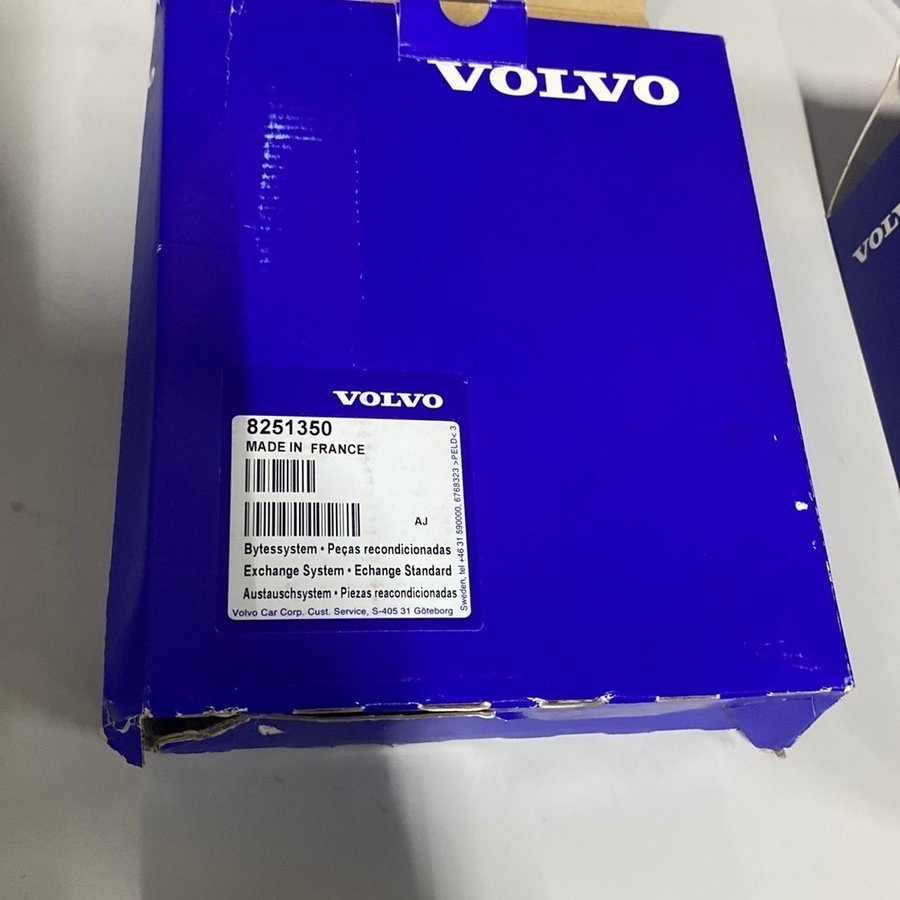 VOLVO
VOLV
VOLVO
8251350
MADE IN FRANCE
AJ
Bytessystem • Peças recondicionadas
Exchange System • Echange Standard
Austauschsystem • Piezas reacondicionadas
Volvo Car Corp. Cust. Service, S-405 31 Göteborg
Sweden, tel +46 31 590000, 6768323 >PELD< 3